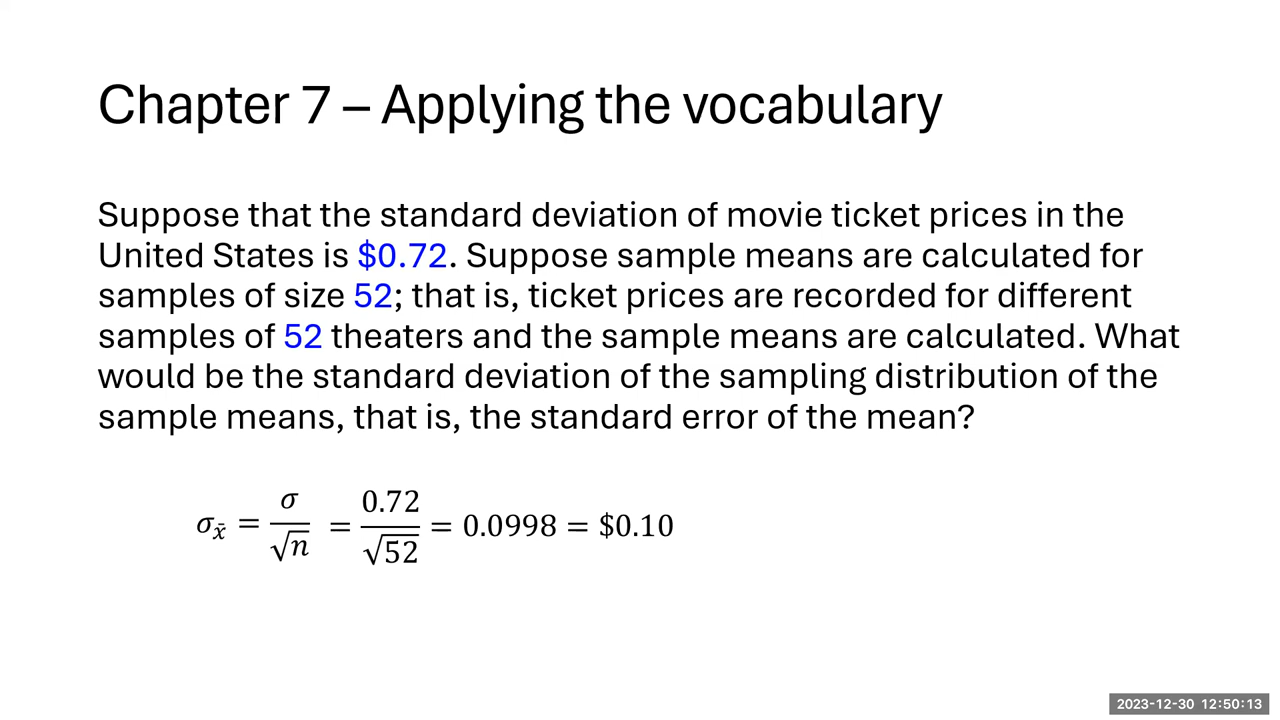 Chapter 7 – Applying the vocabulary
Suppose that the standard deviation of movie ticket prices in the
United States is $0.72. Suppose sample means are calculated for
samples of size 52; that is, ticket prices are recorded for different
samples of 52 theaters and the sample means are calculated. What
would be the standard deviation of the sampling distribution of the
sample means, that is, the standard error of the mean?
σ_x̄ = σ/√n = 0.72/√52 = 0.0998 = $0.10
2023-12-30 12:50:13